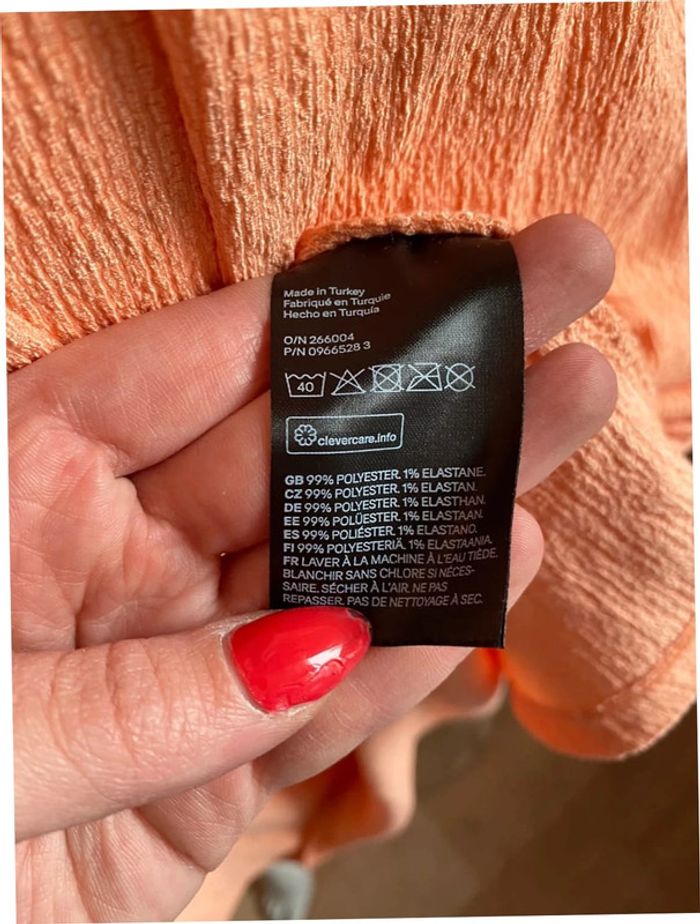 Made in Turkey
Fabriqué en Turquie
Hecho en Turquía
O/N 266004
P/N 0966528 3
40
clevercare.info
GB 99% POLYESTER. 1% ELASTANE.
CZ 99% POLYESTER. 1% ELASTAN.
DE 99% POLYESTER. 1% ELASTHAN.
EE 99% POLÜESTER. 1% ELASTAAN.
ES 99% POLIÉSTER. 1% ELASTANO.
FI 99% POLYESTERIÄ. 1% ELASTAANIA.
FR LAVER À LA MACHINE À L'EAU TIÈDE.
BLANCHIR SANS CHLORE SI NÉCES-
SAIRE. SÉCHER À L'AIR. NE PAS
REPASSER. PAS DE NETTOYAGE À SEC.